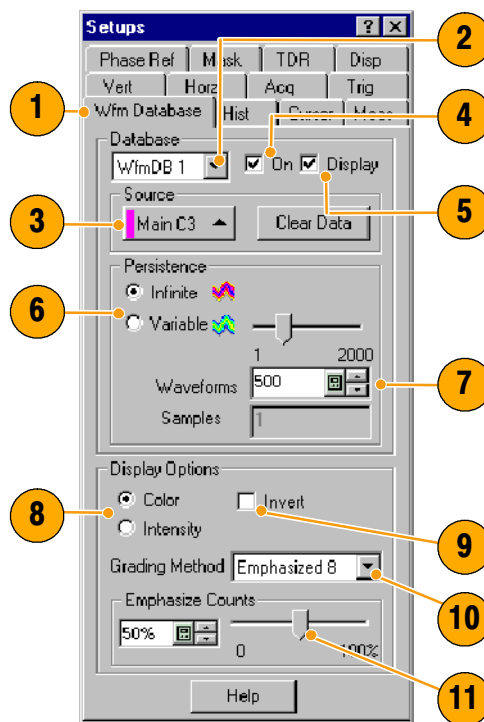 Setups
2
Phase Ref Mask TDR Disp
Vert Horz Acq Trig
1
Wfm Database Hist Cursor Meas
4
Database
WfmDB 1 On Display
Source
3
Main C3 Clear Data
5
Persistence
Infinite
6
Variable
1 2000
Waveforms 500
7
Samples 1
Display Options
8
Color Invert
Intensity
9
Grading Method Emphasized 8
10
Emphasize Counts
50%
0 100%
11
Help